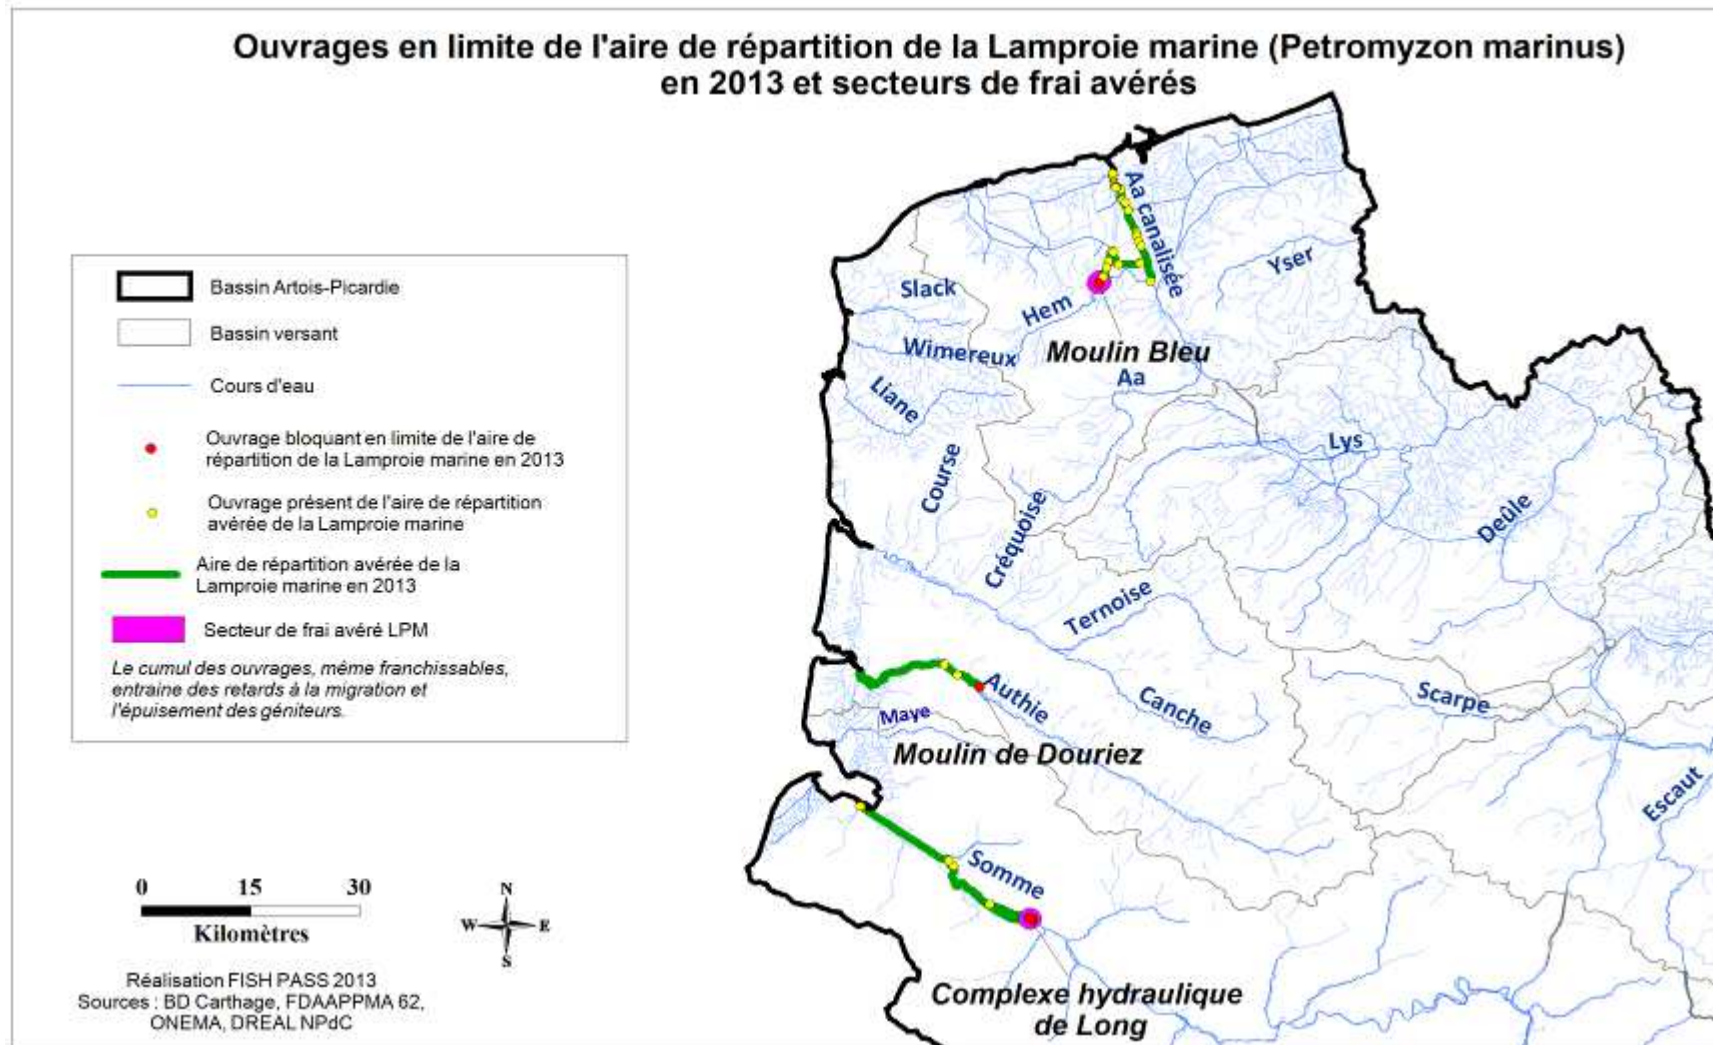 Ouvrages en limite de l'aire de répartition de la Lamproie marine (Petromyzon marinus)
en 2013 et secteurs de frai avérés
Bassin Artois-Picardie
Bassin versant
Cours d'eau
Ouvrage bloquant en limite de l'aire de
répartition de la Lamproie marine en 2013
Ouvrage présent de l'aire de répartition
avérée de la Lamproie marine
Aire de répartition avérée de la
Lamproie marine en 2013
Secteur de frai avéré LPM
Le cumul des ouvrages, même franchissables,
entraine des retards à la migration et
l'épuisement des géniteurs.
0 15 30
Kilomètres
N
W E
S
Réalisation FISH PASS 2013
Sources : BD Carthage, FDAAPPMA 62,
ONEMA, DREAL NPdC
Aa canalisée
Yser
Slack
Hem
Wimereux
Moulin Bleu
Aa
Liane
Lys
Course
Créquoise
Deûle
Ternoise
Authie
Canche
Scarpe
Maye
Moulin de Douriez
Escaut
Somme
Complexe hydraulique
de Long